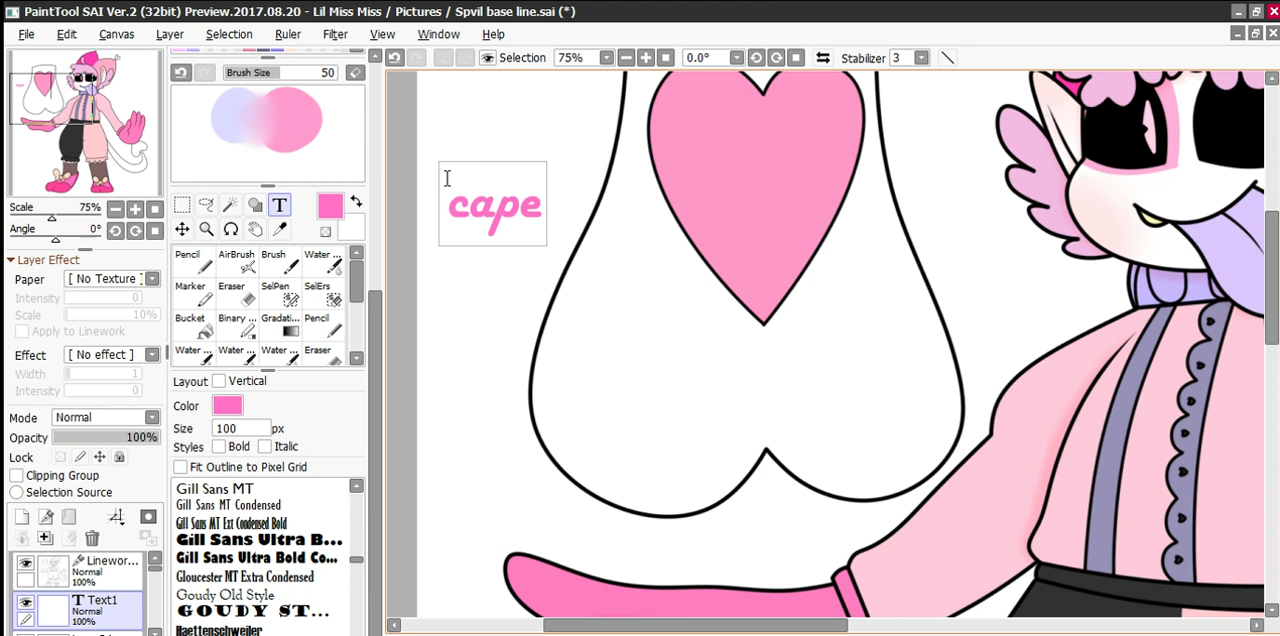 PaintTool SAI Ver.2 (32bit) Preview.2017.08.20 - Lil Miss Miss / Pictures / Spvil base line.sai (*)
File Edit Canvas Layer Selection Ruler Filter View Window Help
Brush Size 50
Selection 75% 0.0° Stabilizer 3
cape
Scale 75%
Angle 0°
Layer Effect
Paper [ No Texture ]
Intensity 0
Scale 10%
Apply to Linework
Effect [ No effect ]
Width 1
Intensity 0
Mode Normal
Opacity 100%
Lock
Clipping Group
Selection Source
Linewor...
Normal
100%
T Text1
Normal
100%
T
Pencil AirBrush Brush Water ...
Marker Eraser SelPen SelErs
Bucket Binary ... Gradati... Pencil
Water ... Water ... Water ... Eraser
Layout Vertical
Color
Size 100 px
Styles Bold Italic
Fit Outline to Pixel Grid
Gill Sans MT
Gill Sans MT Condensed
Gill Sans MT Ext Condensed Bold
Gill Sans Ultra B...
Gill Sans Ultra Bold Co...
Gloucester MT Extra Condensed
Goudy Old Style
GOUDY ST...
Haettenschweiler